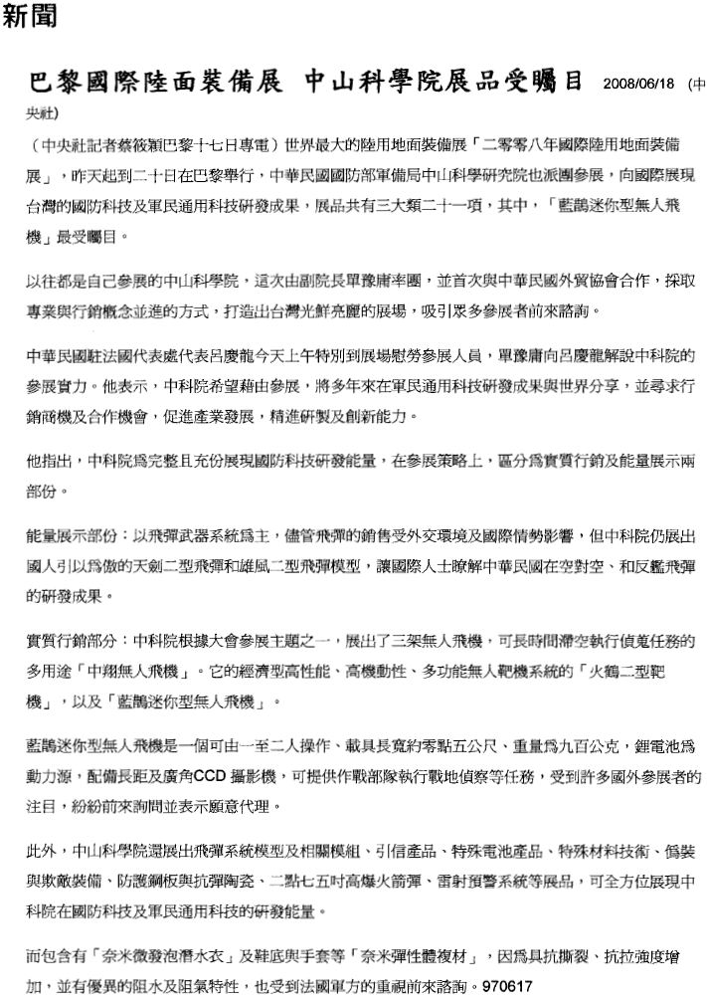 新聞
巴黎國際陸面裝備展 中山科學院展品受矚目 2008/06/18 (中
央社)
（中央社記者蔡筱穎巴黎十七日專電）世界最大的陸用地面裝備展「二零零八年國際陸用地面裝備
展」，昨天起到二十日在巴黎舉行，中華民國國防部軍備局中山科學研究院也派團參展，向國際展現
台灣的國防科技及軍民通用科技研發成果，展品共有三大類二十一項，其中，「藍鵲迷你型無人飛
機」最受矚目。
以往都是自己參展的中山科學院，這次由副院長單豫庸率團，並首次與中華民國外貿協會合作，採取
專業與行銷概念並進的方式，打造出台灣光鮮亮麗的展場，吸引眾多參展者前來諮詢。
中華民國駐法國代表處代表呂慶龍今天上午特別到展場慰勞參展人員，單豫庸向呂慶龍解說中科院的
參展實力。他表示，中科院希望藉由參展，將多年來在軍民通用科技研發成果與世界分享，並尋求行
銷商機及合作機會，促進產業發展，精進研製及創新能力。
他指出，中科院為完整且充份展現國防科技研發能量，在參展策略上，區分為實質行銷及能量展示兩
部份。
能量展示部份：以飛彈武器系統為主，儘管飛彈的銷售受外交環境及國際情勢影響，但中科院仍展出
國人引以為傲的天劍二型飛彈和雄風二型飛彈模型，讓國際人士瞭解中華民國在空對空、和反艦飛彈
的研發成果。
實質行銷部分：中科院根據大會參展主題之一，展出了三架無人飛機，可長時間滯空執行偵蒐任務的
多用途「中翔無人飛機」。它的經濟型高性能、高機動性、多功能無人靶機系統的「火鶴二型靶
機」，以及「藍鵲迷你型無人飛機」。
藍鵲迷你型無人飛機是一個可由一至二人操作、載具長寬約零點五公尺、重量為九百公克，鋰電池為
動力源，配備長距及廣角CCD 攝影機，可提供作戰部隊執行戰地偵察等任務，受到許多國外參展者的
注目，紛紛前來詢問並表示願意代理。
此外，中山科學院還展出飛彈系統模型及相關模組、引信產品、特殊電池產品、特殊材料技術、偽裝
與欺敵裝備、防護鋼板與抗彈陶瓷、二點七五吋高爆火箭彈、雷射預警系統等展品，可全方位展現中
科院在國防科技及軍民通用科技的研發能量。
而包含有「奈米微發泡潛水衣」及鞋底與手套等「奈米彈性體複材」，因為具抗撕裂、抗拉強度增
加，並有優異的阻水及阻氣特性，也受到法國軍方的重視前來諮詢。970617